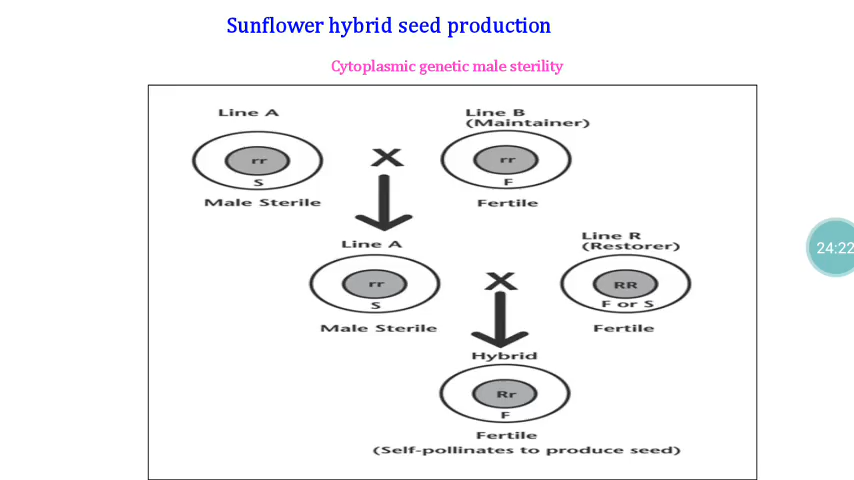 Sunflower hybrid seed production
Cytoplasmic genetic male sterility
Line A
Line B
(Maintainer)
rr
S
X
rr
F
Male Sterile
Fertile
Line A
Line R
(Restorer)
rr
S
X
RR
F or S
Male Sterile
Fertile
Hybrid
Rr
F
Fertile
(Self-pollinates to produce seed)
24:22